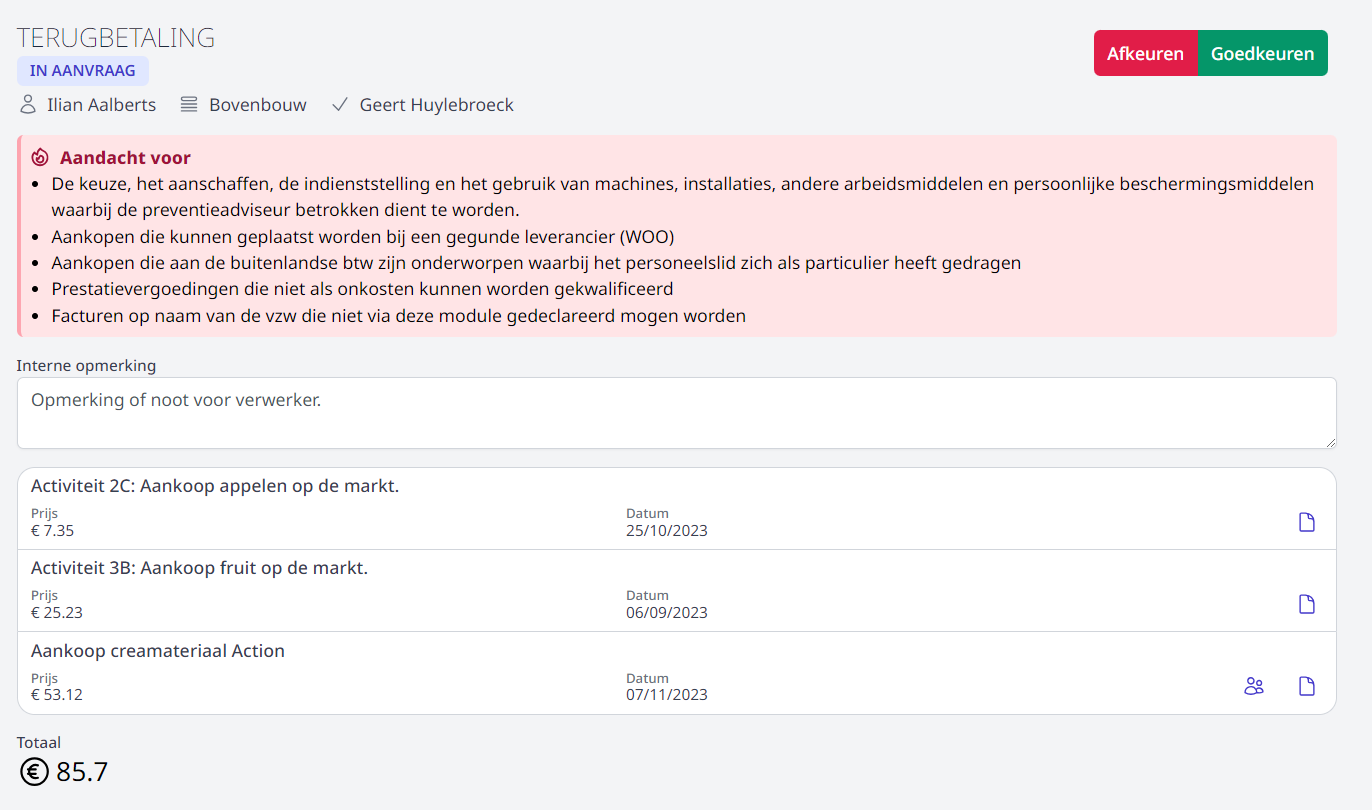 TERUGBETALING
Afkeuren Goedkeuren
IN AANVRAAG
Ilian Aalberts Bovenbouw Geert Huylebroeck
Aandacht voor
De keuze, het aanschaffen, de indienststelling en het gebruik van machines, installaties, andere arbeidsmiddelen en persoonlijke beschermingsmiddelen
waarbij de preventieadviseur betrokken dient te worden.
Aankopen die kunnen geplaatst worden bij een gegunde leverancier (WOO)
Aankopen die aan de buitenlandse btw zijn onderworpen waarbij het personeelslid zich als particulier heeft gedragen
Prestatievergoedingen die niet als onkosten kunnen worden gekwalificeerd
Facturen op naam van de vzw die niet via deze module gedeclareerd mogen worden
Interne opmerking
Opmerking of noot voor verwerker.
Activiteit 2C: Aankoop appelen op de markt.
Prijs Datum
€ 7.35 25/10/2023
Activiteit 3B: Aankoop fruit op de markt.
Prijs Datum
€ 25.23 06/09/2023
Aankoop creamateriaal Action
Prijs Datum
€ 53.12 07/11/2023
Totaal
€ 85.7